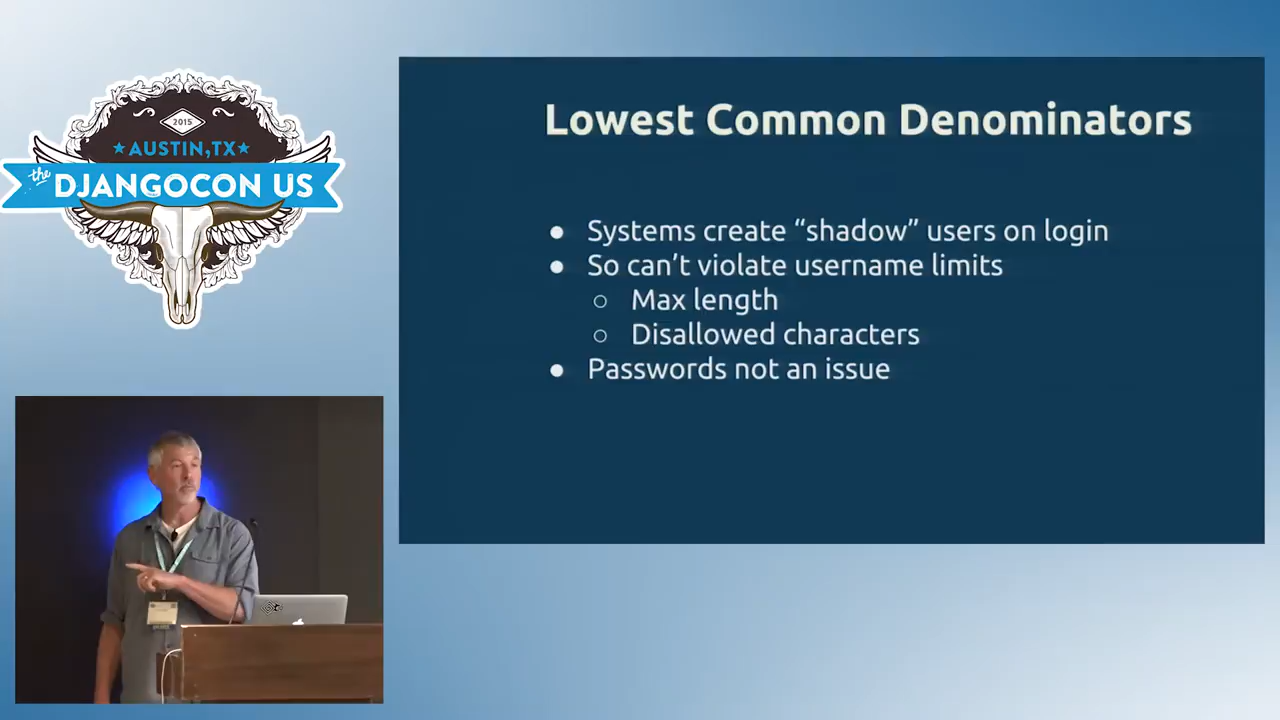 2015
★AUSTIN,TX★
the
DJANGOCON US
Lowest Common Denominators
● Systems create “shadow” users on login
● So can’t violate username limits
○ Max length
○ Disallowed characters
● Passwords not an issue